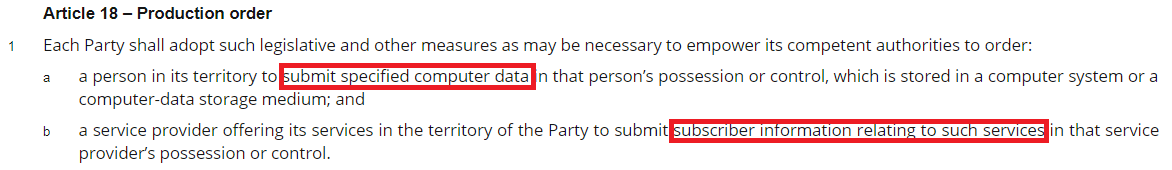 Article 18 – Production order
1 Each Party shall adopt such legislative and other measures as may be necessary to empower its competent authorities to order:
a a person in its territory to submit specified computer data in that person’s possession or control, which is stored in a computer system or a
computer-data storage medium; and
b a service provider offering its services in the territory of the Party to submit subscriber information relating to such services in that service
provider’s possession or control.